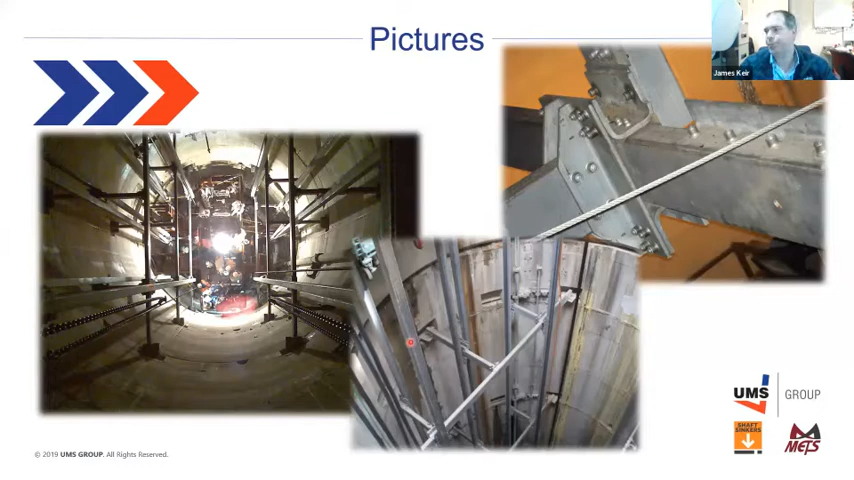 Pictures
James Keir
UMS
GROUP
SHAFT
SINKERS
METS
© 2019 UMS GROUP. All Rights Reserved.